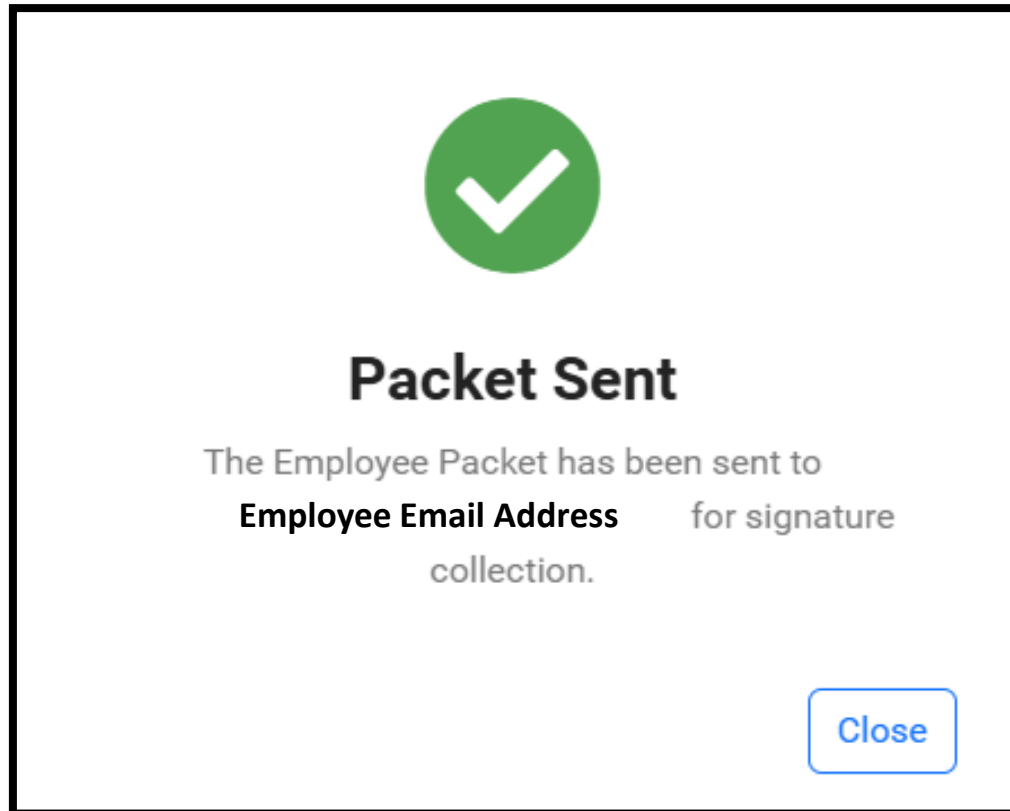 Packet Sent
The Employee Packet has been sent to
Employee Email Address for signature
collection.
Close